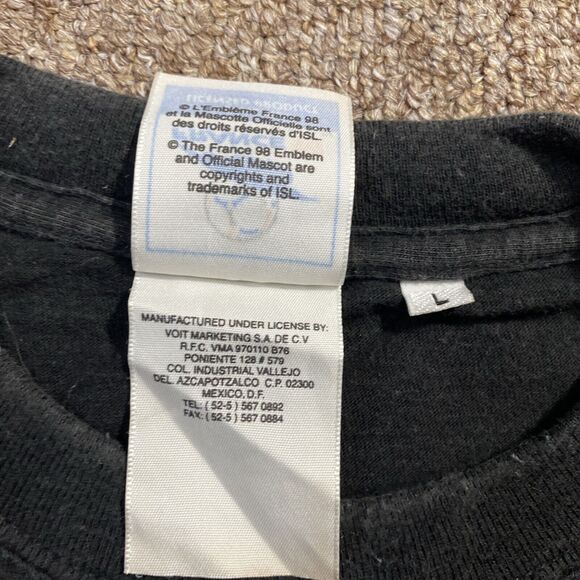 LICENSED PRODUCT
© L'Emblème France 98
et la Mascotte Officielle sont
des droits réservés d'ISL.
© The France 98 Emblem
and Official Mascot are
copyrights and
trademarks of ISL.
L
MANUFACTURED UNDER LICENSE BY:
VOIT MARKETING S.A. DE C.V
R.F.C. VMA 970110 B76
PONIENTE 128 # 579
COL. INDUSTRIAL VALLEJO
DEL. AZCAPOTZALCO C.P. 02300
MEXICO, D.F.
TEL: ( 52-5 ) 567 0892
FAX: ( 52-5 ) 567 0884